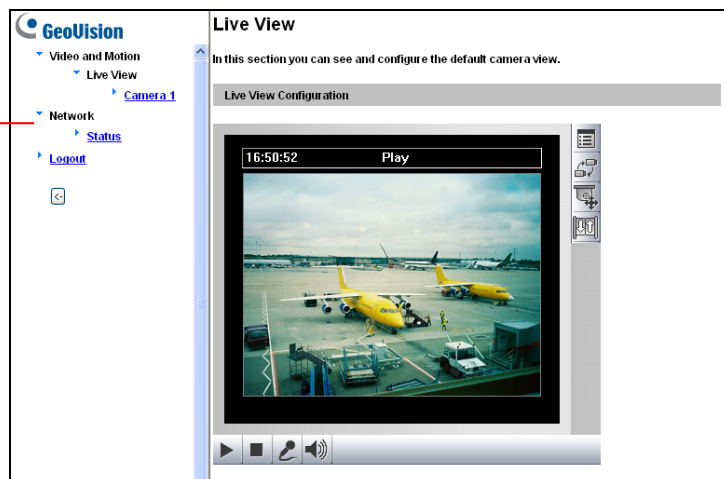 GeoVision
Video and Motion
Live View
Camera 1
Network
Status
Logout
Live View
In this section you can see and configure the default camera view.
Live View Configuration
16:50:52 Play